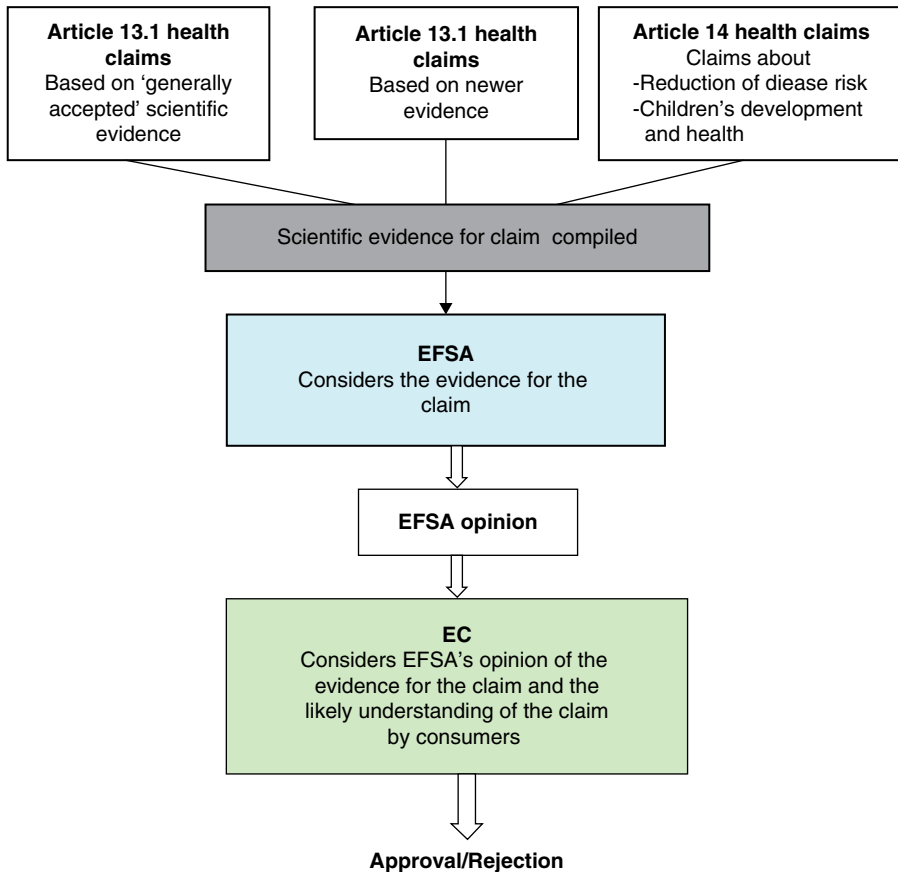 Article 13.1 health
claims
Based on ‘generally
accepted’ scientific
evidence
Article 13.1 health
claims
Based on newer
evidence
Article 14 health claims
Claims about
-Reduction of diease risk
-Children’s development
and health
Scientific evidence for claim compiled
EFSA
Considers the evidence for the
claim
EFSA opinion
EC
Considers EFSA’s opinion of the
evidence for the claim and the
likely understanding of the claim
by consumers
Approval/Rejection